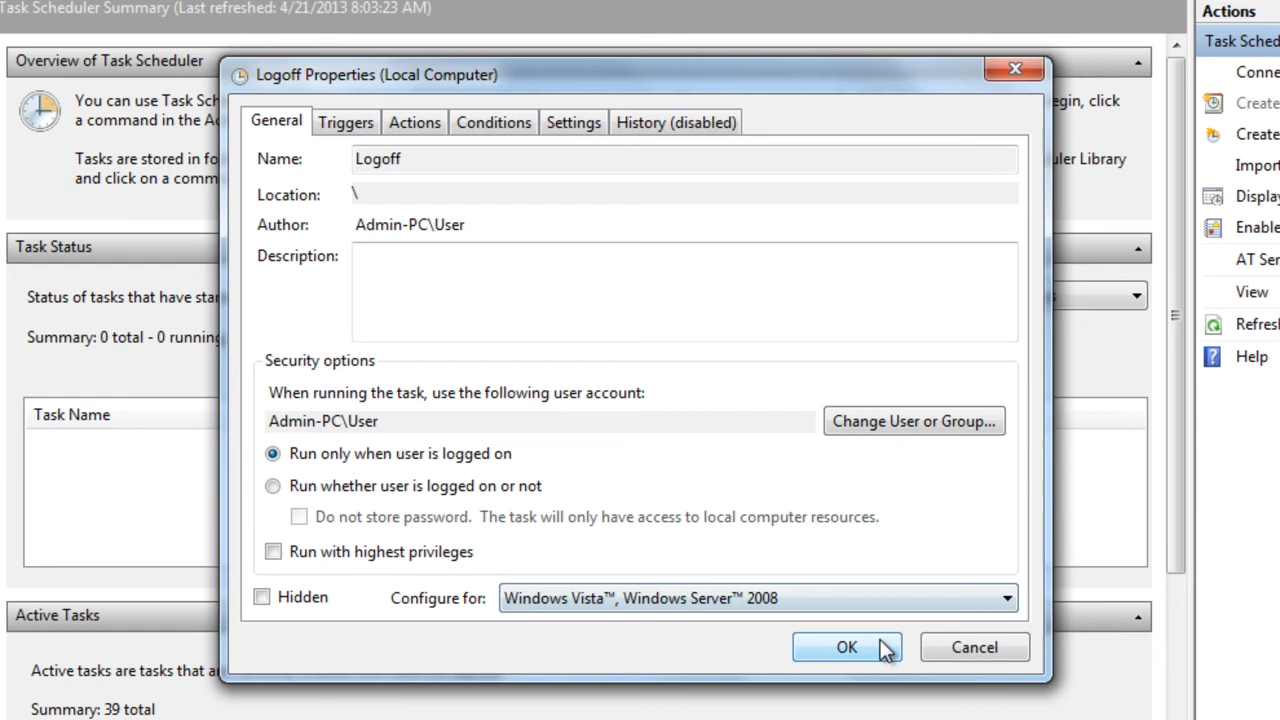 Task Scheduler Summary (Last refreshed: 4/21/2013 8:03:23 AM)
Actions
Overview of Task Scheduler
Task Sched
You can use Task Sch
a command in the Ac
egin, click
Tasks are stored in fo
and click on a comm
uler Library
Task Status
Status of tasks that have star
Summary: 0 total - 0 running
Task Name
Active Tasks
Active tasks are tasks that a
Summary: 39 total
Logoff Properties (Local Computer)
General Triggers Actions Conditions Settings History (disabled)
Name: Logoff
Location: \
Author: Admin-PC\User
Description:
Security options
When running the task, use the following user account:
Admin-PC\User Change User or Group...
Run only when user is logged on
Run whether user is logged on or not
Do not store password. The task will only have access to local computer resources.
Run with highest privileges
Hidden Configure for: Windows Vista™, Windows Server™ 2008
OK Cancel
Conne
Create
Create
Import
Display
Enable
AT Ser
View
Refresh
Help